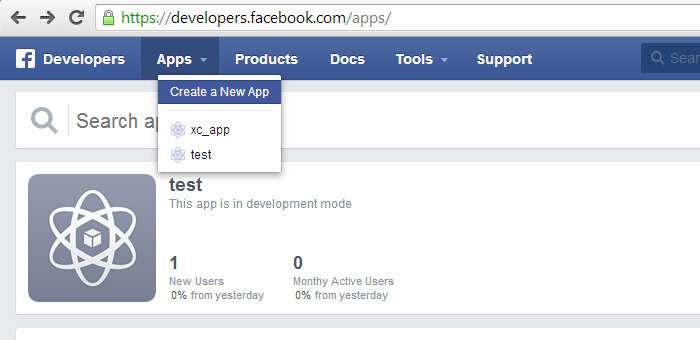 https://developers.facebook.com/apps/
f Developers Apps Products Docs Tools Support Sea
Create a New App
Search ap
xc_app
test
test
This app is in development mode
1 0
New Users Monthy Active Users
0% from yesterday 0% from yesterday